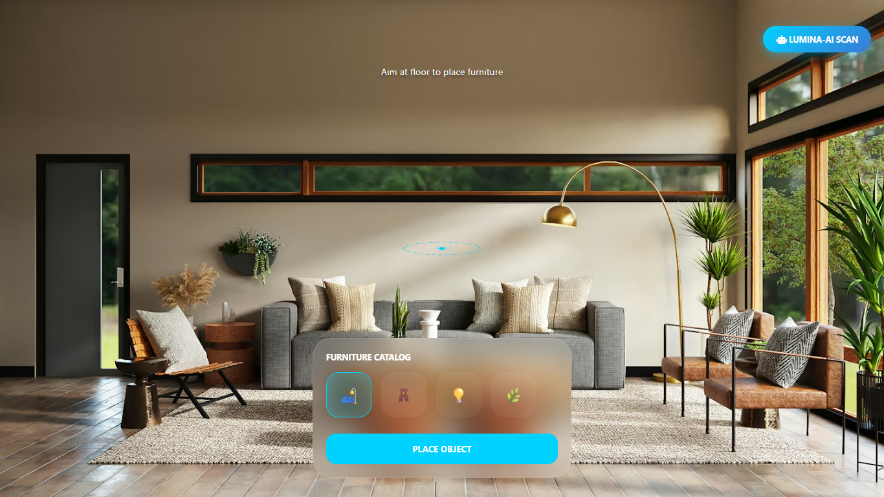 LUMINA-AI SCAN
Aim at floor to place furniture
FURNITURE CATALOG
PLACE OBJECT